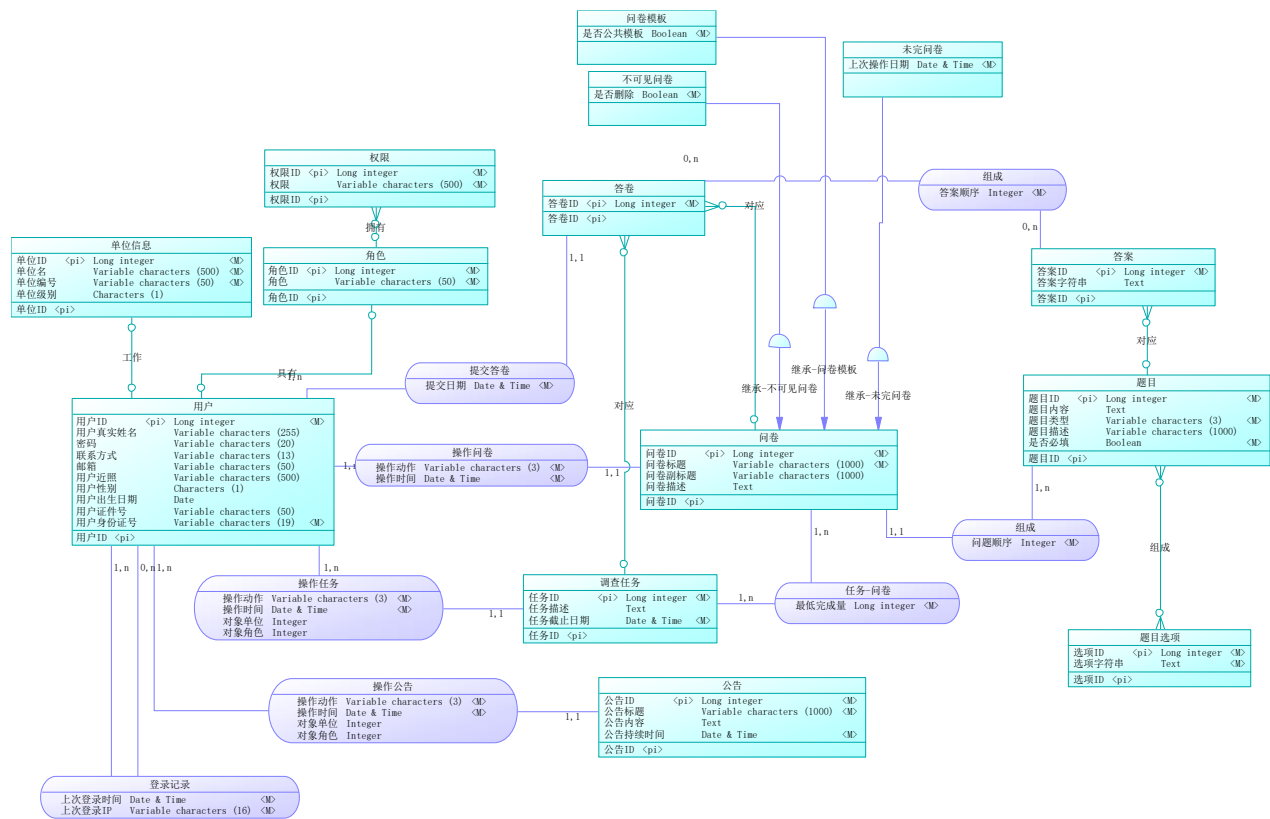 问卷模板
是否公共模板 Boolean <M>
未完问卷
上次操作日期 Date & Time <M>
不可见问卷
是否删除 Boolean <M>
权限
权限ID <pi> Long integer <M>
权限 Variable characters (500) <M>
权限ID <pi>
拥有
角色
角色ID <pi> Long integer <M>
角色 Variable characters (50) <M>
角色ID <pi>
单位信息
单位ID <pi> Long integer <M>
单位名 Variable characters (500) <M>
单位编号 Variable characters (50) <M>
单位级别 Characters (1)
单位ID <pi>
工作
具有
答卷
答卷ID <pi> Long integer <M>
答卷ID <pi>
对应
0,n
组成
答案顺序 Integer <M>
0,n
答案
答案ID <pi> Long integer <M>
答案字符串 Text
答案ID <pi>
对应
1,1
提交答卷
提交日期 Date & Time <M>
1,n
对应
继承-问卷模板
继承-不可见问卷
继承-未完问卷
用户
用户ID <pi> Long integer <M>
用户真实姓名 Variable characters (255)
密码 Variable characters (20)
联系方式 Variable characters (13)
邮箱 Variable characters (50)
用户近照 Variable characters (500)
用户性别 Characters (1)
用户出生日期 Date
用户证件号 Variable characters (50)
用户身份证号 Variable characters (19) <M>
用户ID <pi>
1,n
操作问卷
操作动作 Variable characters (3) <M>
操作时间 Date & Time <M>
1,1
问卷
问卷ID <pi> Long integer <M>
问卷标题 Variable characters (1000) <M>
问卷副标题 Variable characters (1000)
问卷描述 Text
问卷ID <pi>
题目
题目ID <pi> Long integer <M>
题目内容 Text
题目类型 Variable characters (3) <M>
题目描述 Variable characters (1000)
是否必填 Boolean <M>
题目ID <pi>
1,n
1,1
组成
问题顺序 Integer <M>
组成
1,n
任务-问卷
最低完成量 Long integer <M>
1,n
1,n
0,n
1,n
1,n
操作任务
操作动作 Variable characters (3) <M>
操作时间 Date & Time <M>
对象单位 Integer
对象角色 Integer
1,1
调查任务
任务ID <pi> Long integer <M>
任务描述 Text
任务截止日期 Date & Time <M>
任务ID <pi>
题目选项
选项ID <pi> Long integer <M>
选项字符串 Text <M>
选项ID <pi>
操作公告
操作动作 Variable characters (3) <M>
操作时间 Date & Time <M>
对象单位 Integer
对象角色 Integer
1,1
公告
公告ID <pi> Long integer <M>
公告标题 Variable characters (1000) <M>
公告内容 Text
公告持续时间 Date & Time <M>
公告ID <pi>
登录记录
上次登录时间 Date & Time <M>
上次登录IP Variable characters (16) <M>